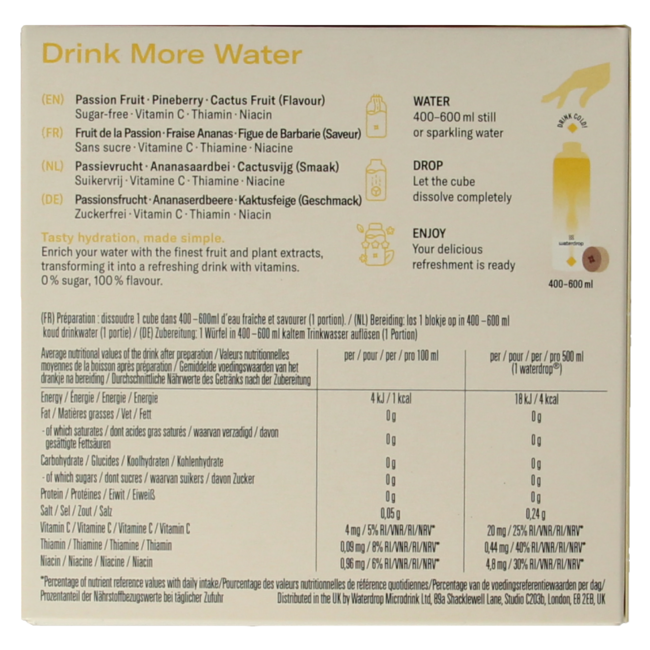 Drink More Water
(EN) Passion Fruit · Pineberry · Cactus Fruit (Flavour)
Sugar-free · Vitamin C · Thiamin · Niacin
(FR) Fruit de la Passion · Fraise Ananas · Figue de Barbarie (Saveur)
Sans sucre · Vitamine C · Thiamine · Niacine
(NL) Passievrucht · Ananasaardbei · Cactusvijg (Smaak)
Suikervrij · Vitamine C · Thiamine · Niacine
(DE) Passionsfrucht · Ananaserdbeere · Kaktusfeige (Geschmack)
Zuckerfrei · Vitamin C · Thiamin · Niacin
Tasty hydration, made simple.
Enrich your water with the finest fruit and plant extracts,
transforming it into a refreshing drink with vitamins.
0 % sugar, 100 % flavour.
WATER
400–600 ml still
or sparkling water
DROP
Let the cube
dissolve completely
ENJOY
Your delicious
refreshment is ready
DRINK COLD!
waterdrop
400–600 ml
(FR) Préparation : dissoudre 1 cube dans 400 –600ml d'eau fraîche et savourer (1 portion). / (NL) Bereiding: los 1 blokje op in 400 – 600 ml
koud drinkwater (1 portie) / (DE) Zubereitung: 1 Würfel in 400 – 600 ml kaltem Trinkwasser auflösen (1 Portion)
Average nutritional values of the drink after preparation / Valeurs nutritionnelles
moyennes de la boisson après préparation / Gemiddelde voedingswaarden van het
drankje na bereiding / Durchschnittliche Nährwerte des Getränks nach der Zubereitung
per / pour / per / pro 100 ml
per / pour / per / pro 500 ml
(1 waterdrop®)
Energy / Énergie / Energie / Energie 4 kJ / 1 kcal 18 kJ / 4 kcal
Fat / Matières grasses / Vet / Fett 0 g 0 g
- of which saturates / dont acides gras saturés / waarvan verzadigd / davon
gesättigte Fettsäuren 0 g 0 g
Carbohydrate / Glucides / Koolhydraten / Kohlenhydrate 0 g 0 g
- of which sugars / dont sucres / waarvan suikers / davon Zucker 0 g 0 g
Protein / Protéines / Eiwit / Eiweiß 0 g 0 g
Salt / Sel / Zout / Salz 0,05 g 0,24 g
Vitamin C / Vitamine C / Vitamine C / Vitamin C 4 mg / 5% RI/VNR/RI/NRV** 20 mg / 25% RI/VNR/RI/NRV**
Thiamin / Thiamine / Thiamine / Thiamin 0,09 mg / 8% RI/VNR/RI/NRV** 0,44 mg / 40% RI/VNR/RI/NRV**
Niacin / Niacine / Niacine / Niacin 0,96 mg / 6% RI/VNR/RI/NRV** 4,8 mg / 30% RI/VNR/RI/NRV**
**Percentage of nutrient reference values with daily intake/Pourcentage des valeurs nutritionnelles de référence quotidiennes/Percentage van de voedingsreferentiewaarden per dag/
Prozentanteil der Nährstoffbezugswerte bei täglicher Zufuhr Distributed in the UK by Waterdrop Microdrink Ltd, 89a Shacklewell Lane, Studio C203b, London, E8 2EB, UK